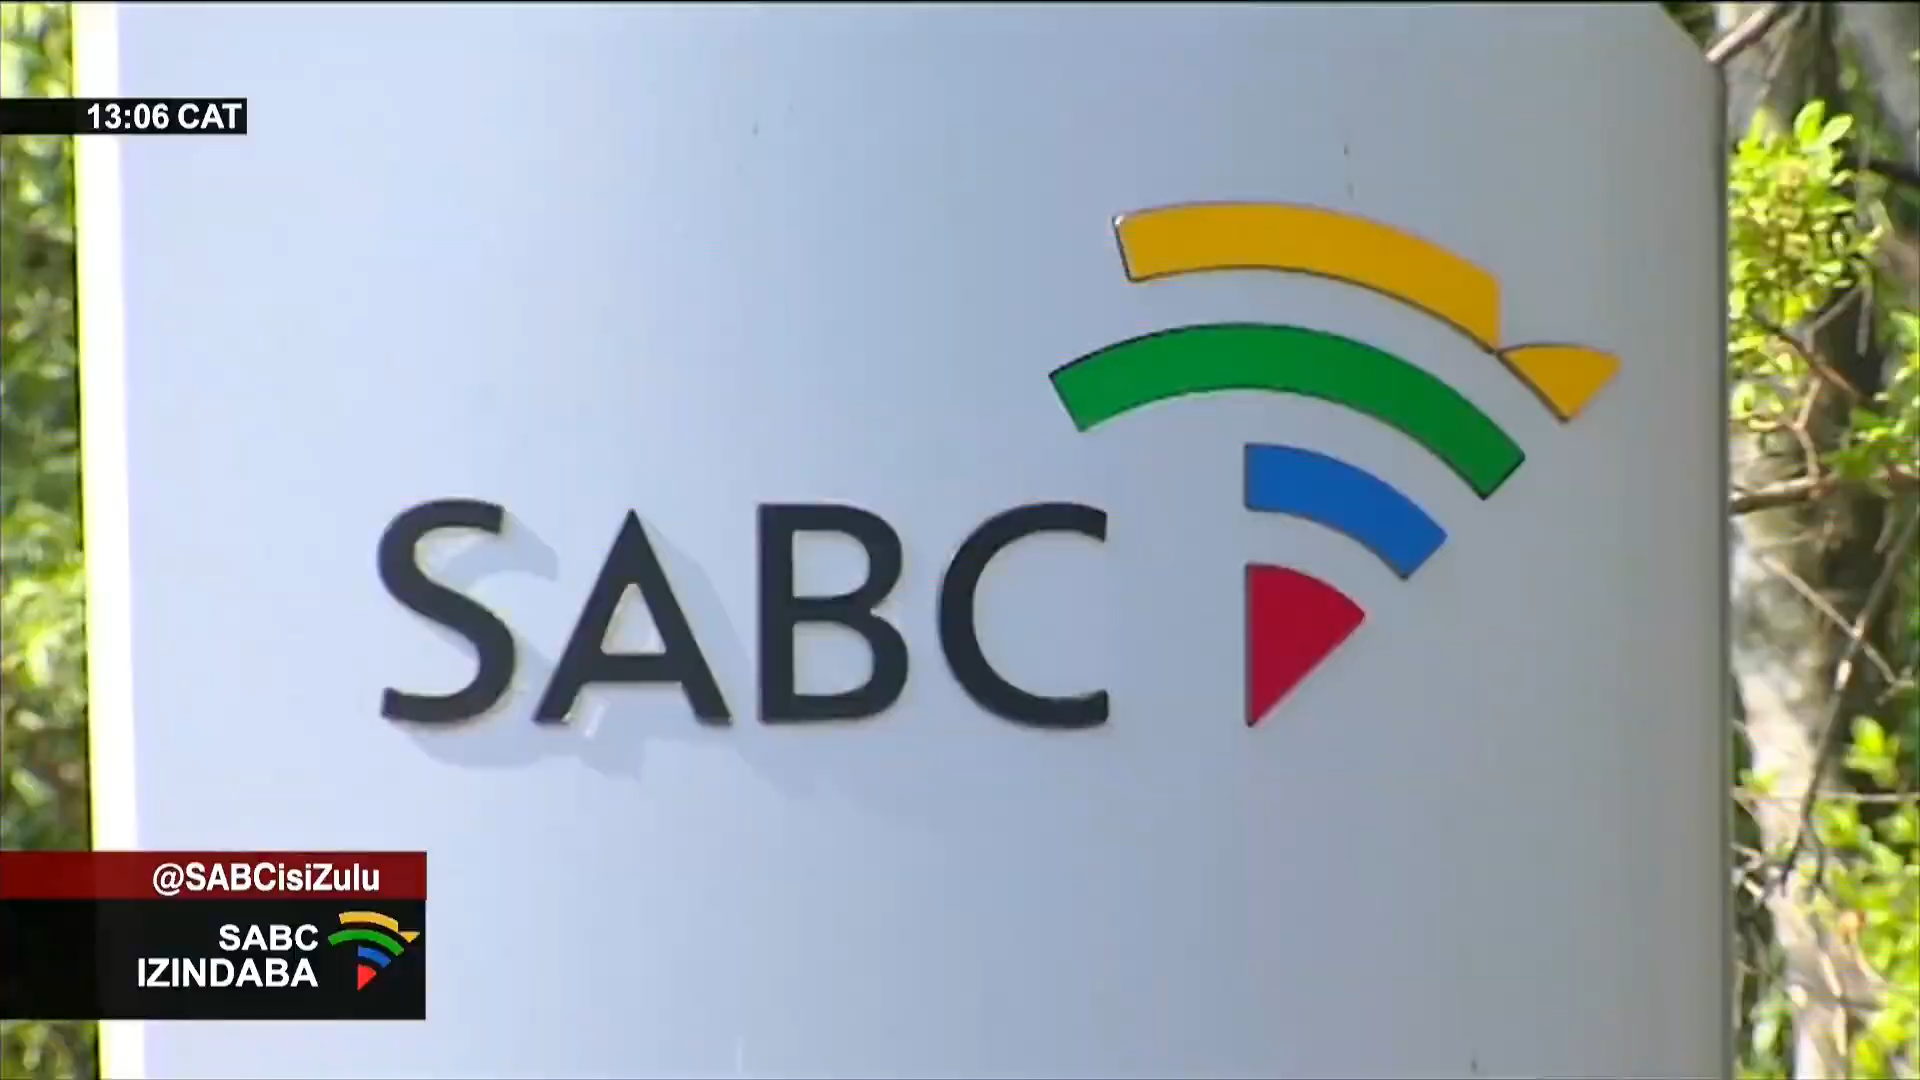 13:06 CAT
SABC
@SABCisiZulu
SABC
IZINDABA